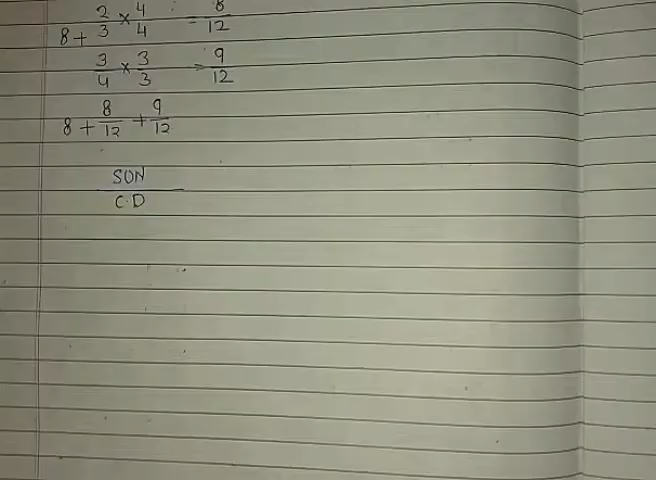 8 + 2/3 × 4/4 = 8/12
3/4 × 3/3 = 9/12
8 + 8/12 + 9/12
SON
C.D